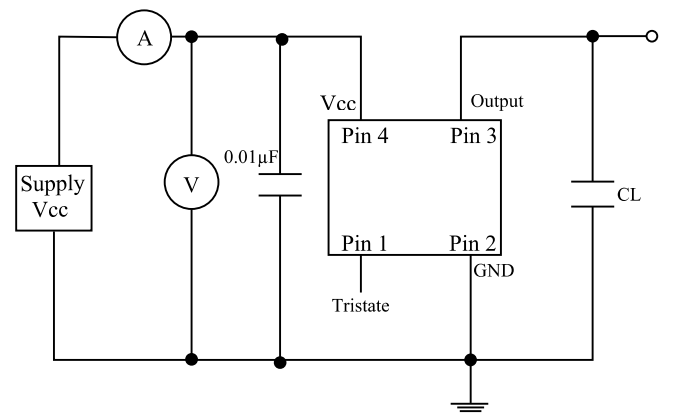 A
Vcc
Output
Pin 4
Pin 3
0.01µF
Supply
Vcc
V
CL
Pin 1
Pin 2
GND
Tristate